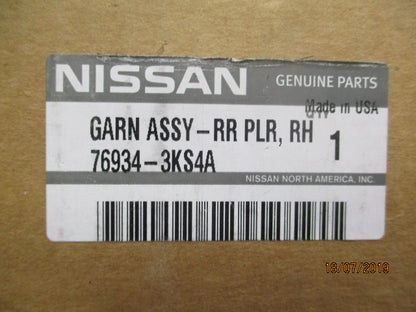 NISSAN GENUINE PARTS
Made in USA
GARN ASSY-RR PLR, RH 1
76934-3KS4A
NISSAN NORTH AMERICA, INC.
13/07/2019